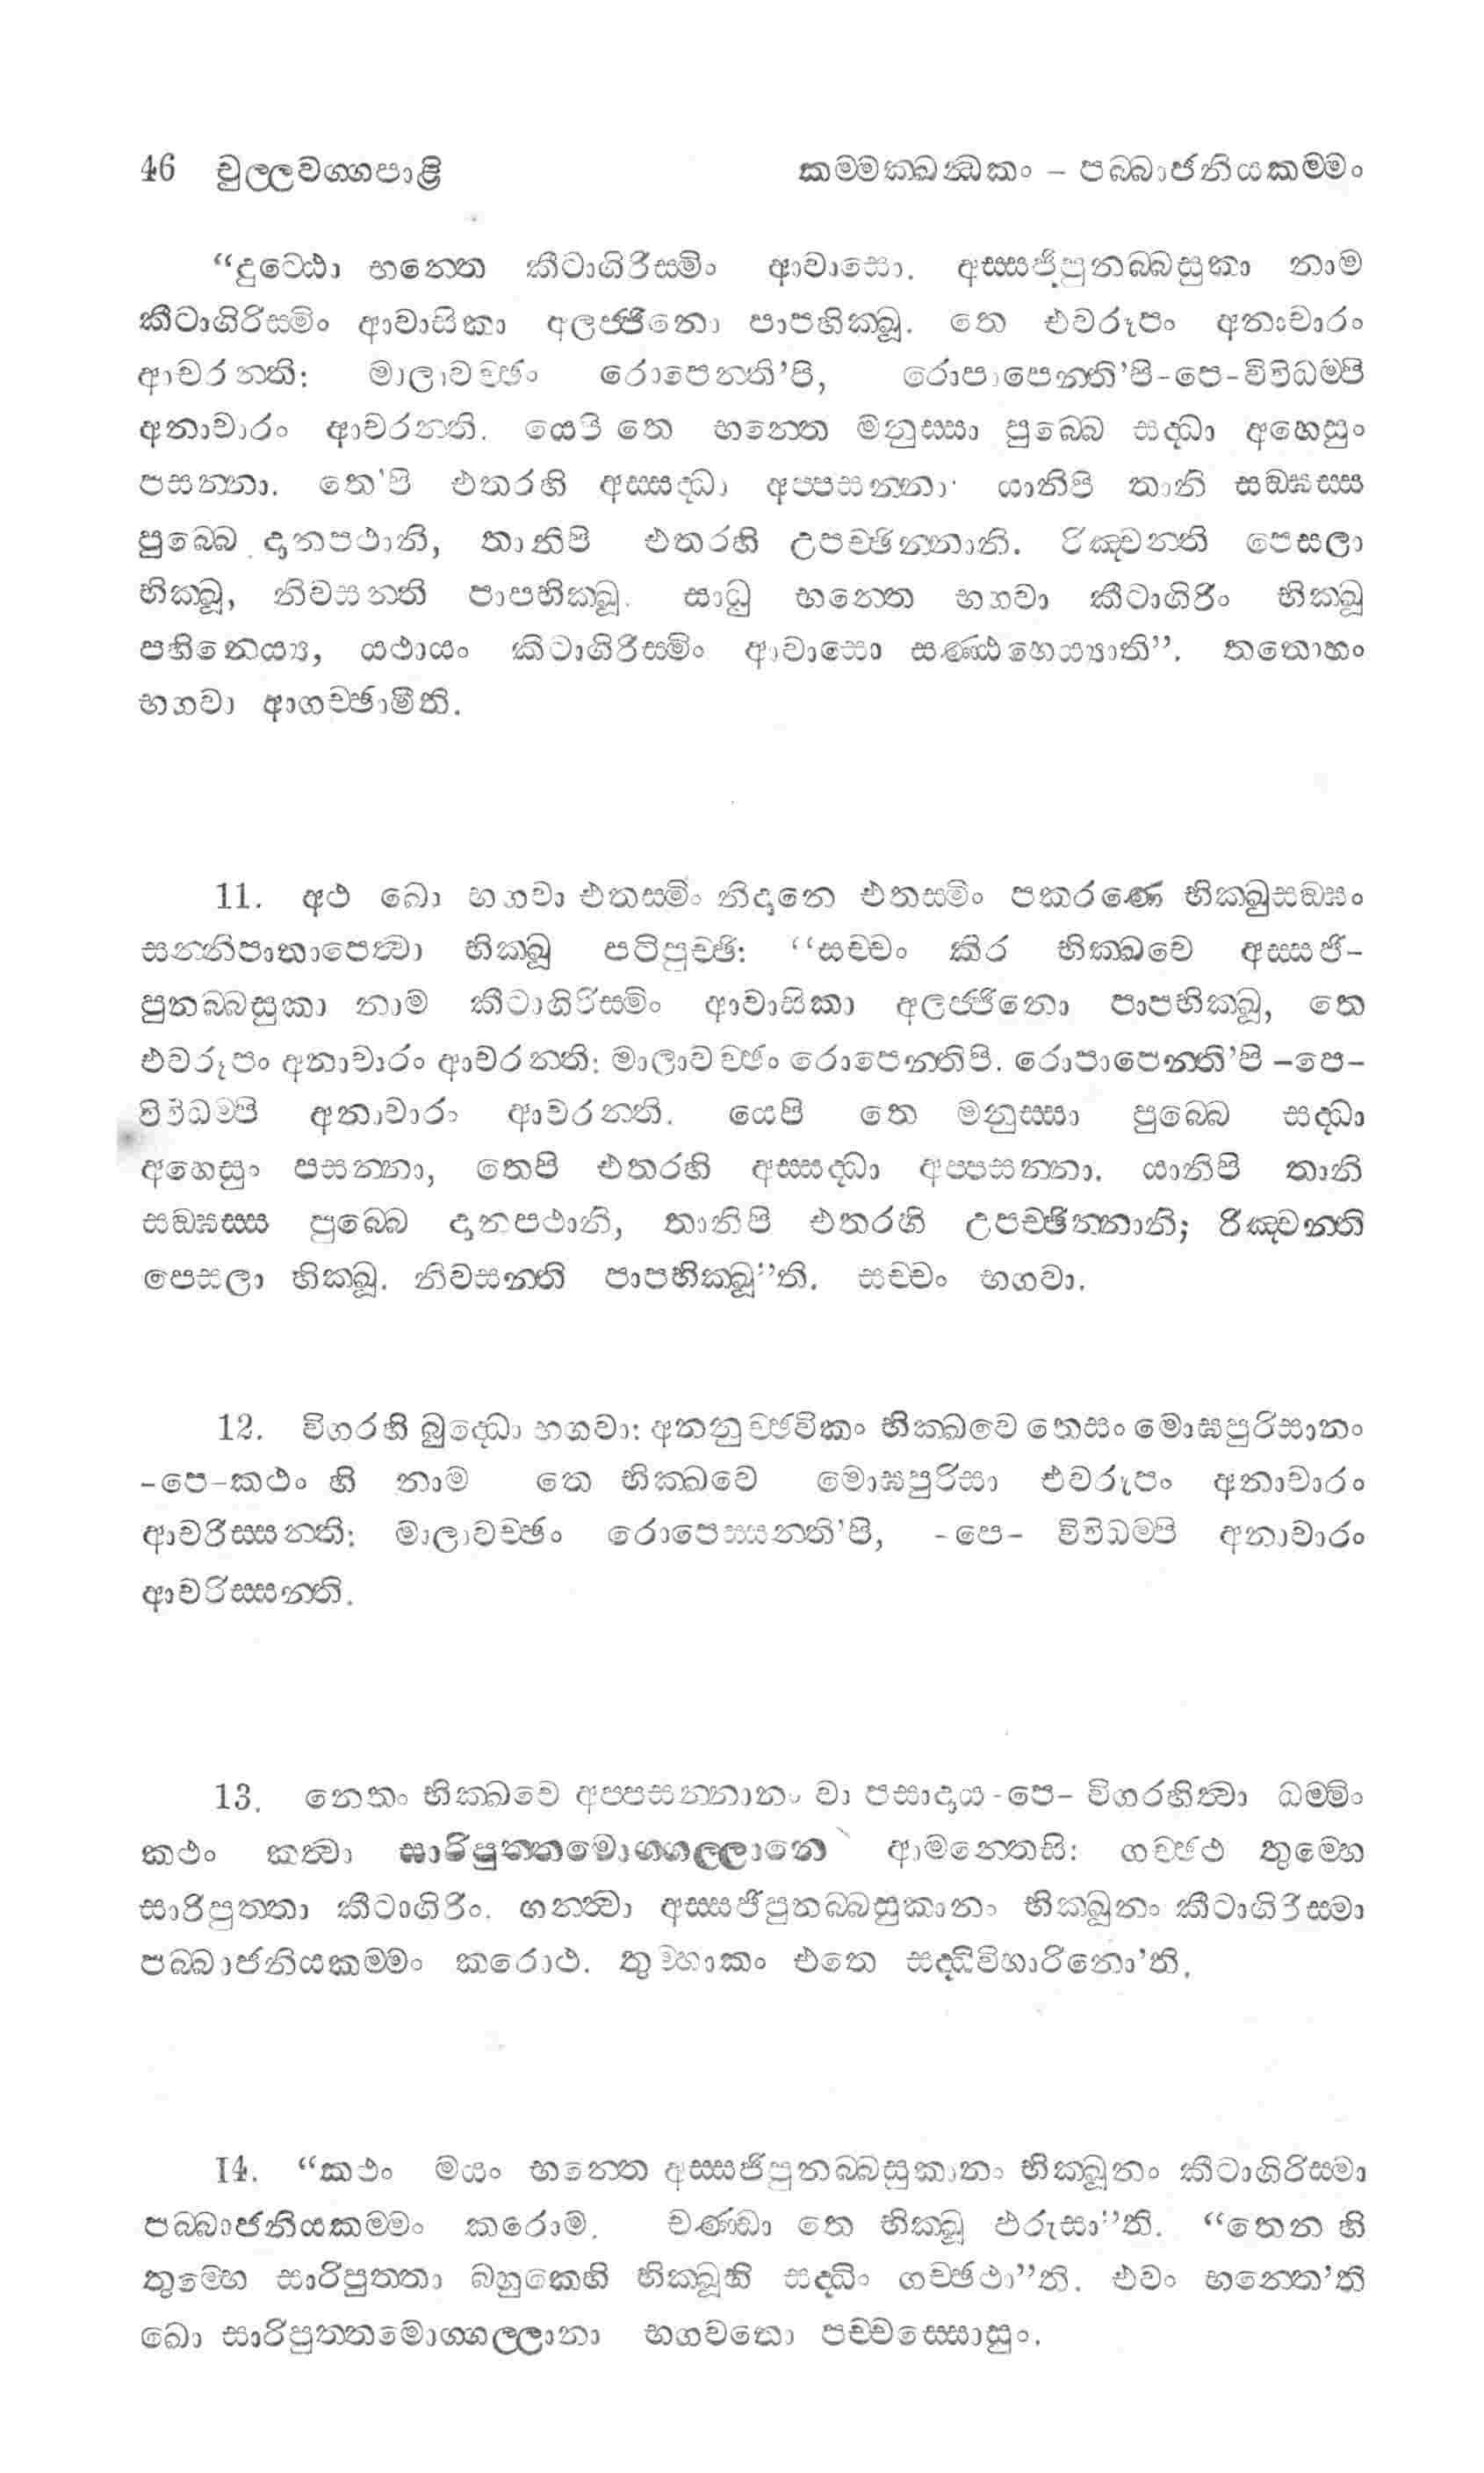 46 චුල්ලවග්ගපාළි කම්මක්ඛන්ධකං – පබ්බාජනියකම්මං
“දුට්ඨො භන්තෙ කීටාගිරිස්මිං ආවාසො. අස්සජිපුනබ්බසුකා නාම
කීටාගිරිස්මිං ආවාසිකා අලජ්ජිනො පාපභික්ඛූ. තෙ එවරූපං අනාචාරං
ආචරන්ති: මාලාවච්ඡං රොපෙන්ති’පි, රොපාපෙන්ති’පි-පෙ-විවිධම්පි
අනාචාරං ආචරන්ති. යෙපි තෙ භන්තෙ මනුස්සා පුබ්බෙ සද්ධා අහෙසුං
පසන්නා. තෙ’පි එතරහි අස්සද්ධා අප්පසන්නා· යානිපි තානි සඞ්ඝස්ස
පුබ්බෙ දානපථානි, තානිපි එතරහි උපච්ඡින්නානි. රිඤ්චන්ති පෙසලා
භික්ඛූ, නිවසන්ති පාපභික්ඛූ. සාධු භන්තෙ භගවා කීටාගිරිං භික්ඛූ
පහිණෙය්‍ය, යථායං කීටාගිරිස්මිං ආවාසො සණ්ඨහෙය්‍යාති”. තතොහං
භගවා ආගච්ඡාමීති.
11. අථ ඛො භගවා එතස්මිං නිදානෙ එතස්මිං පකරණෙ භික්ඛුසඞ්ඝං
සන්නිපාතාපෙත්‍වා භික්ඛූ පටිපුච්ඡි: “සච්චං කිර භික්ඛවෙ අස්සජි-
පුනබ්බසුකා නාම කීටාගිරිස්මිං ආවාසිකා අලජ්ජිනො පාපභික්ඛූ, තෙ
එවරූපං අනාචාරං ආචරන්ති: මාලාවච්ඡං රොපෙන්තිපි. රොපාපෙන්ති’පි –පෙ–
විවිධම්පි අනාචාරං ආචරන්ති. යෙපි තෙ මනුස්සා පුබ්බෙ සද්ධා
අහෙසුං පසන්නා, තෙපි එතරහි අස්සද්ධා අප්පසන්නා. යානිපි තානි
සඞ්ඝස්ස පුබ්බෙ දානපථානි, තානිපි එතරහි උපච්ඡින්නානි; රිඤ්චන්ති
පෙසලා භික්ඛූ. නිවසන්ති පාපභික්ඛූ”ති. සච්චං භගවා.
12. විගරහි බුද්ධො භගවා: අනනුච්ඡවිකං භික්ඛවෙ තෙසං මොඝපුරිසානං
–පෙ–කථං හි නාම තෙ භික්ඛවෙ මොඝපුරිසා එවරූපං අනාචාරං
ආචරිස්සන්ති: මාලාවච්ඡං රොපෙස්සන්ති’පි, -පෙ– විවිධම්පි අනාචාරං
ආචරිස්සන්ති.
13. නෙතං භික්ඛවෙ අප්පසන්නානං වා පසාදාය -පෙ– විගරහිත්‍වා ධම්මිං
කථං කත්‍වා සාරිපුත්තමොග්ගල්ලානෙ ආමන්තෙසි: ගච්ඡථ තුම්හෙ
සාරිපුත්තා කීටාගිරිං. ගන්ත්‍වා අස්සජිපුනබ්බසුකානං භික්ඛූනං කීටාගිරිස්මා
පබ්බාජනියකම්මං කරොථ. තුම්හාකං එතෙ සද්ධිවිහාරිනො’ති.
14. “කථං මයං භන්තෙ අස්සජිපුනබ්බසුකානං භික්ඛූනං කීටාගිරිස්මා
පබ්බාජනියකම්මං කරොම. චණ්ඩා තෙ භික්ඛූ ඵරුසා”ති. “තෙන හි
තුම්හෙ සාරිපුත්තා බහුකෙහි භික්ඛූහි සද්ධිං ගච්ඡථා”ති. එවං භන්තෙ’ති
ඛො සාරිපුත්තමොග්ගල්ලානා භගවතො පච්චස්සොසුං.